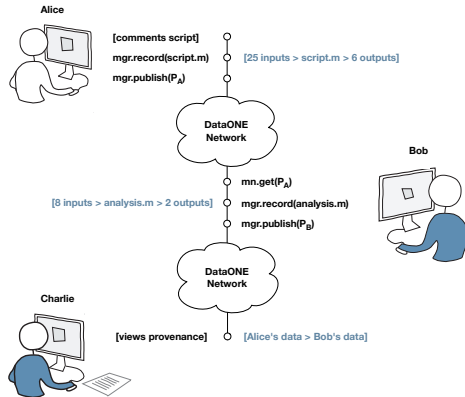 Alice
[comments script]
mgr.record(script.m)
[25 inputs > script.m > 6 outputs]
mgr.publish(PA)
DataONE
Network
Bob
mn.get(PA)
[8 inputs > analysis.m > 2 outputs]
mgr.record(analysis.m)
mgr.publish(PB)
DataONE
Network
Charlie
[views provenance]
[Alice's data > Bob's data]